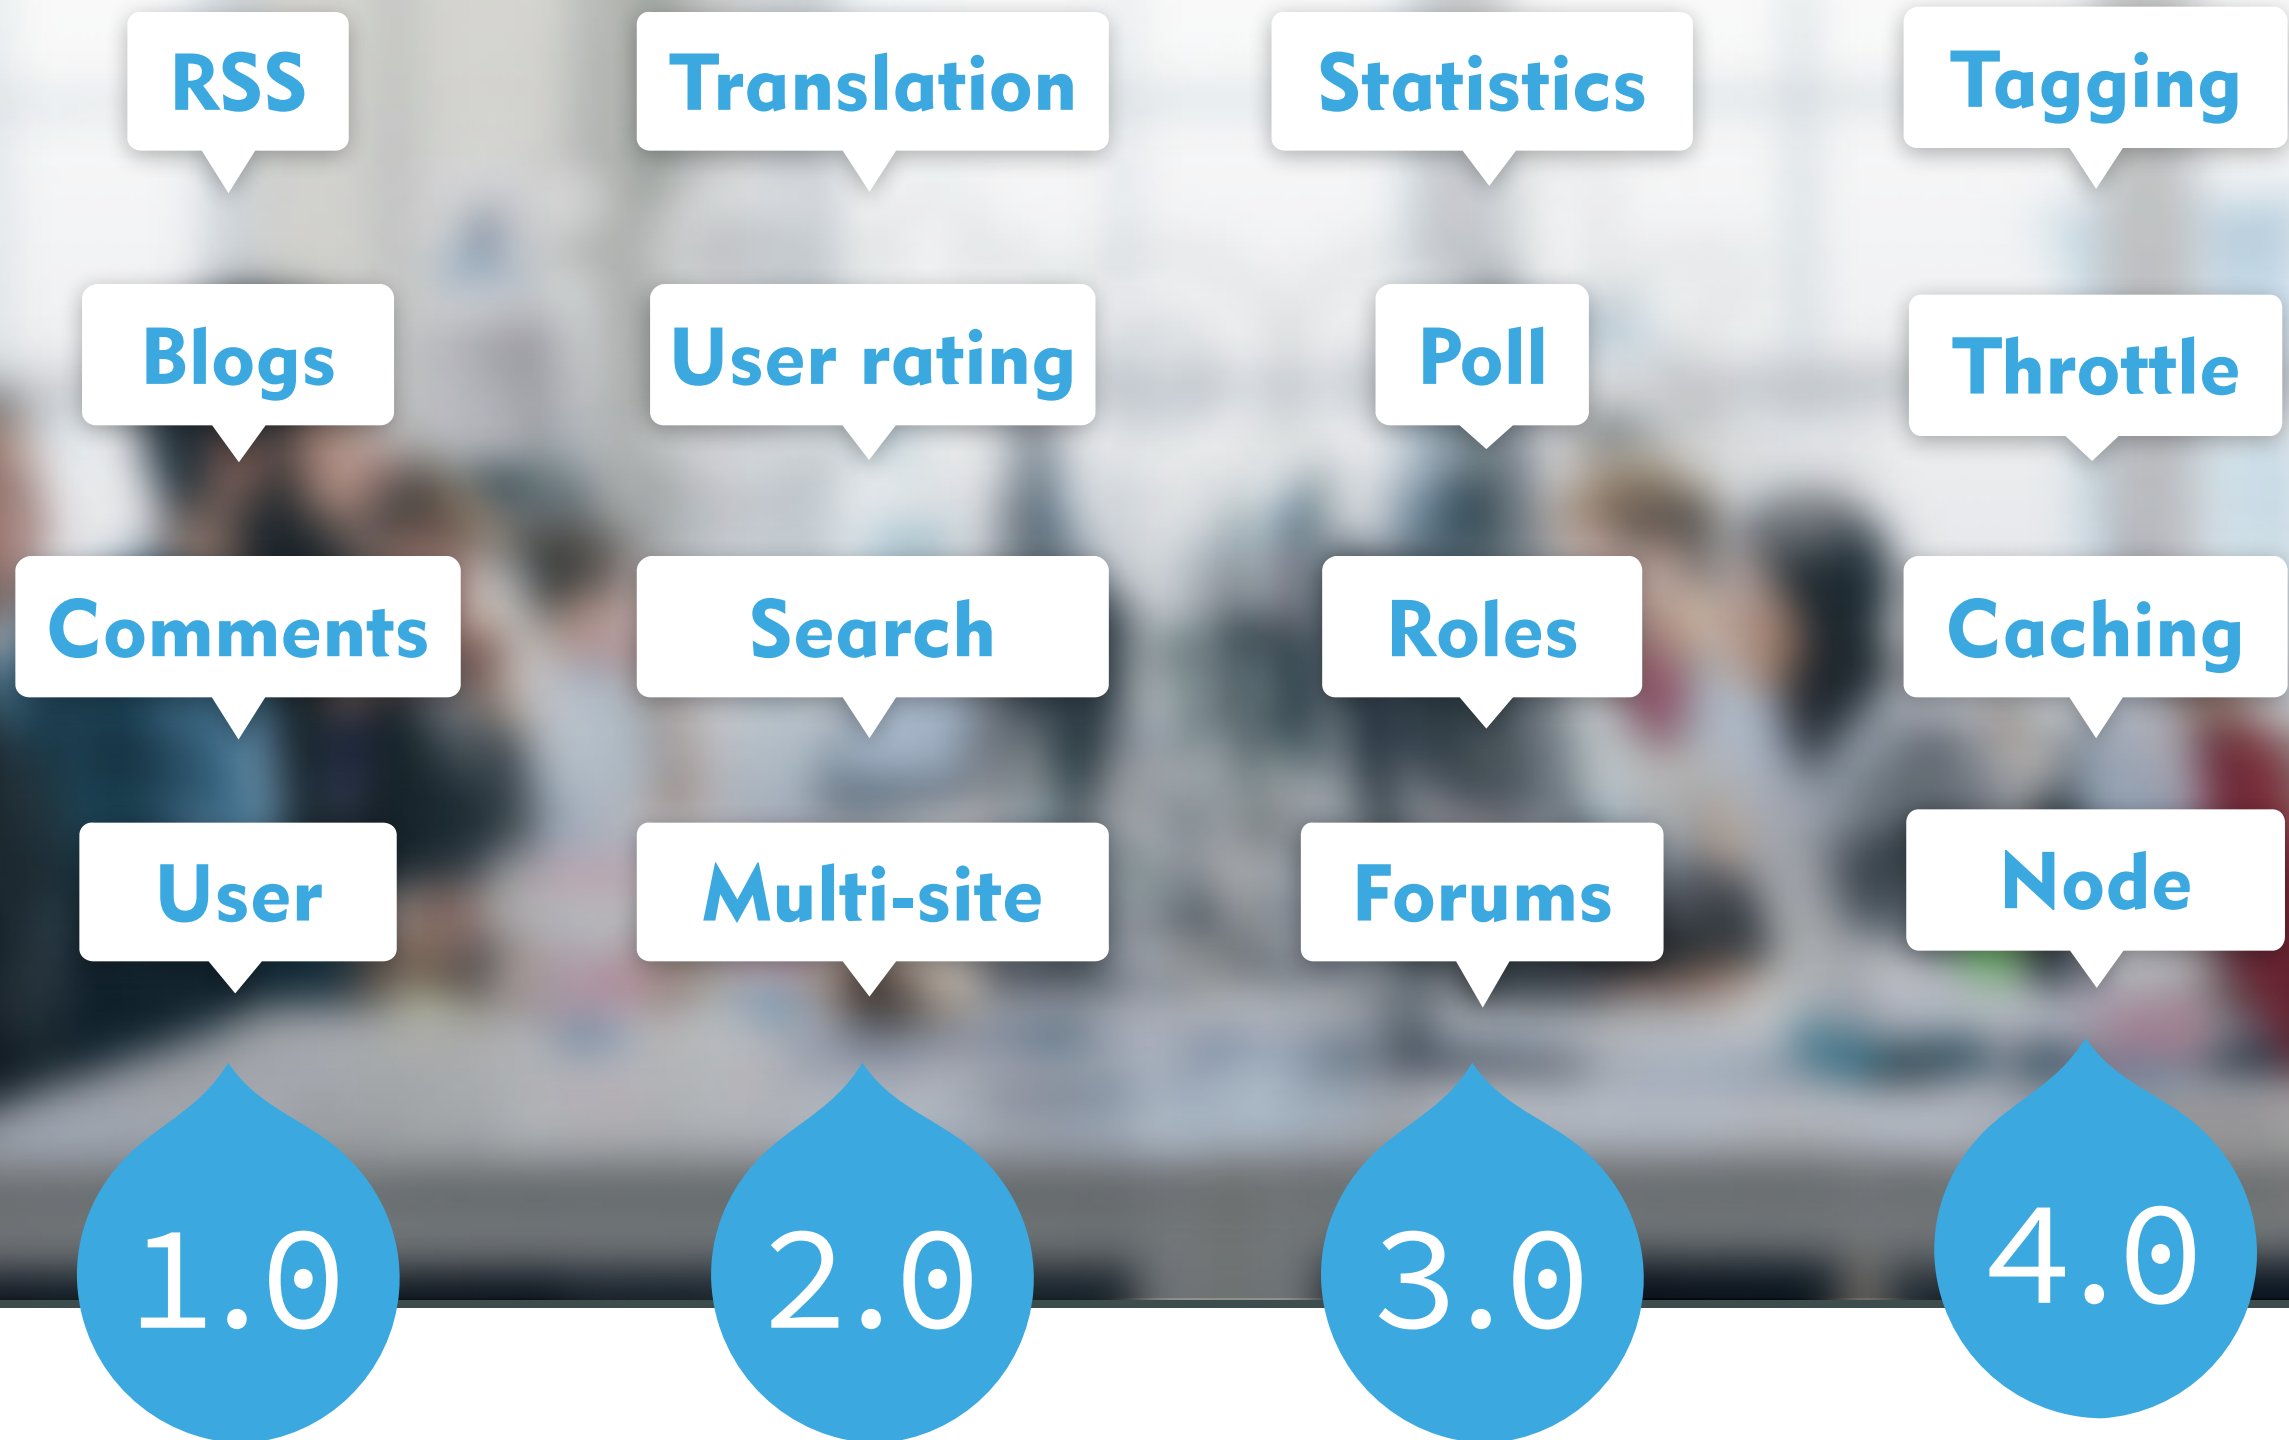 RSS
Translation
Statistics
Tagging
Blogs
User rating
Poll
Throttle
Comments
Search
Roles
Caching
User
Multi-site
Forums
Node
1.0
2.0
3.0
4.0